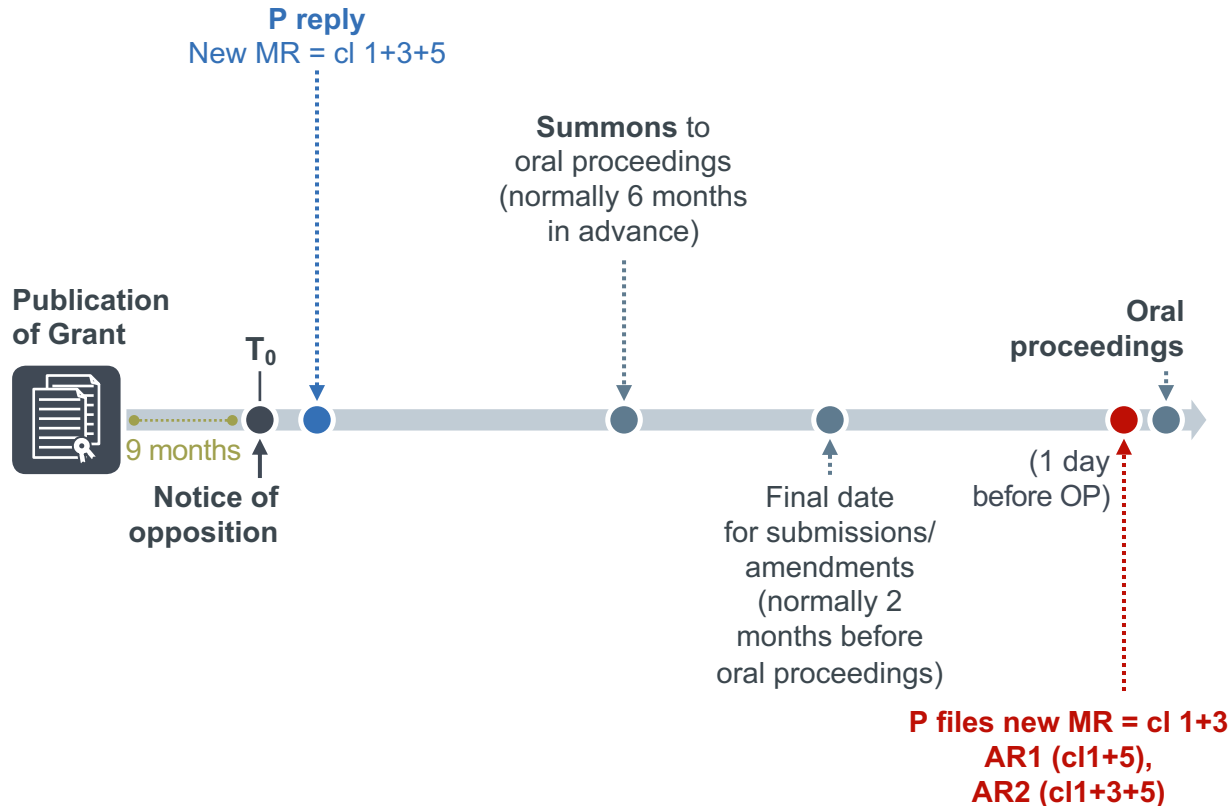 P reply
New MR = cl 1+3+5
Summons to
oral proceedings
(normally 6 months
in advance)
Publication
of Grant
T₀
Oral
proceedings
9 months
Notice of
opposition
Final date
for submissions/
amendments
(normally 2
months before
oral proceedings)
(1 day
before OP)
P files new MR = cl 1+3
AR1 (cl1+5),
AR2 (cl1+3+5)